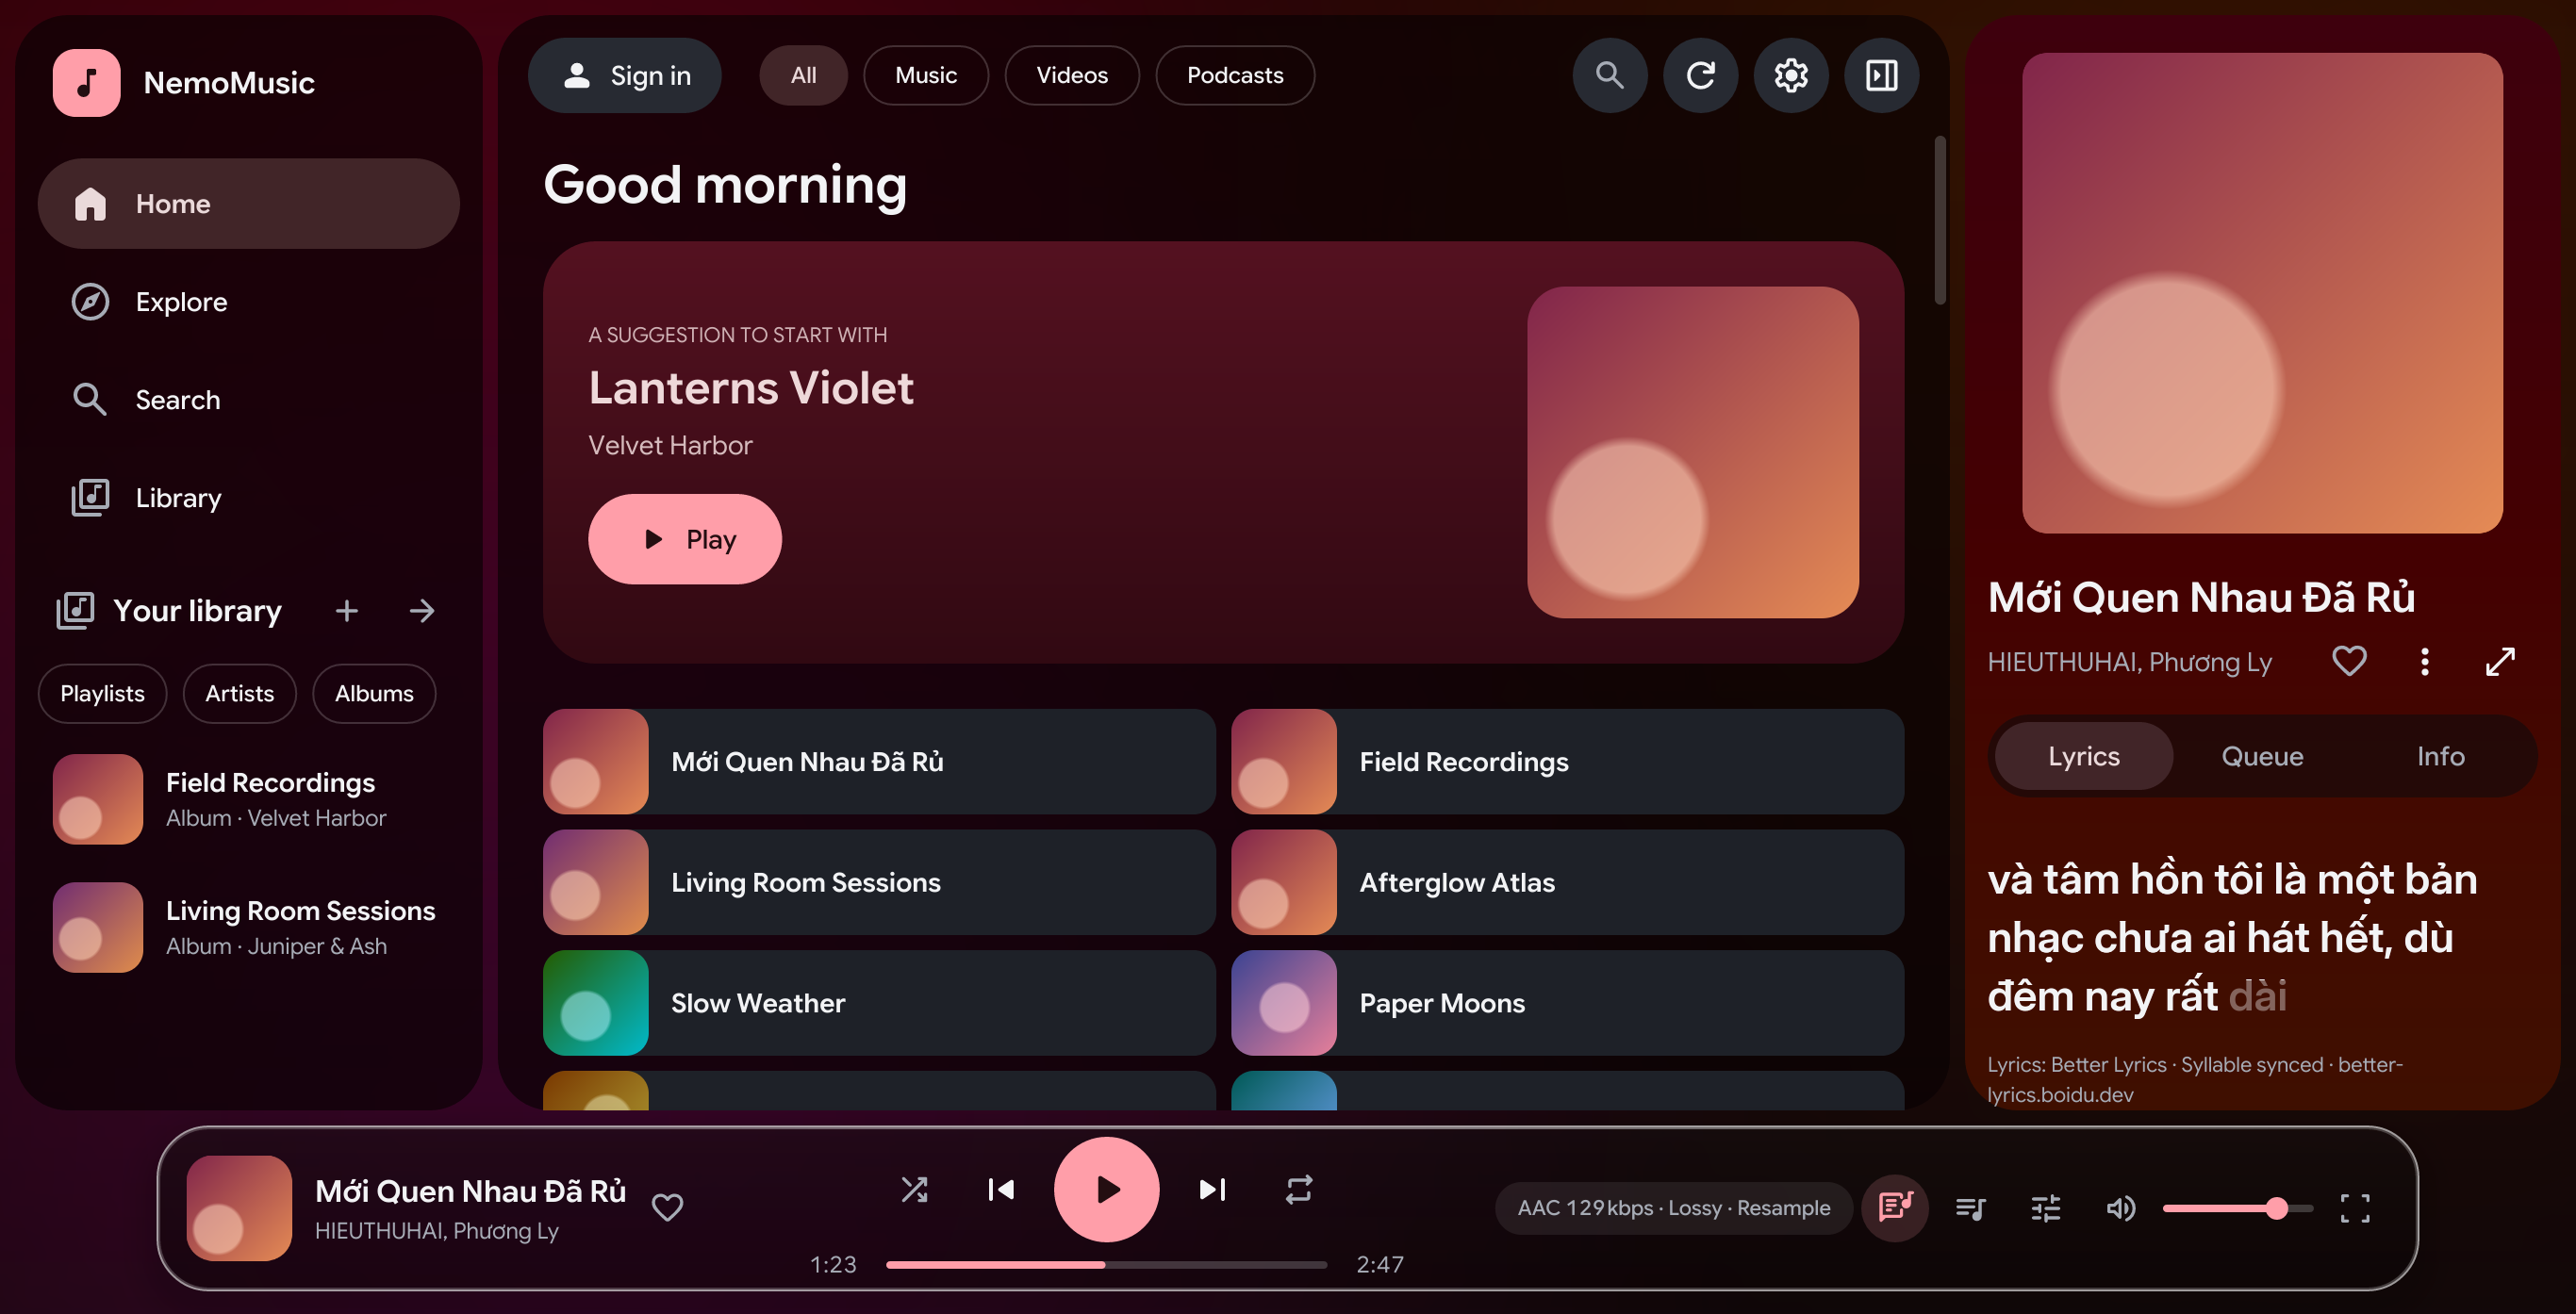 NemoMusic
Home
Explore
Search
Library
Your library
Playlists
Artists
Albums
Field Recordings
Album · Velvet Harbor
Living Room Sessions
Album · Juniper & Ash
Sign in
All
Music
Videos
Podcasts
Good morning
A SUGGESTION TO START WITH
Lanterns Violet
Velvet Harbor
Play
Mới Quen Nhau Đã Rủ
Field Recordings
Living Room Sessions
Afterglow Atlas
Slow Weather
Paper Moons
Mới Quen Nhau Đã Rủ
HIEUTHUHAI, Phương Ly
Lyrics
Queue
Info
và tâm hồn tôi là một bản
nhạc chưa ai hát hết, dù
đêm nay rất dài
Lyrics: Better Lyrics · Syllable synced · better-
lyrics.boidu.dev
Mới Quen Nhau Đã Rủ
HIEUTHUHAI, Phương Ly
1:23
2:47
AAC 129 kbps · Lossy · Resample